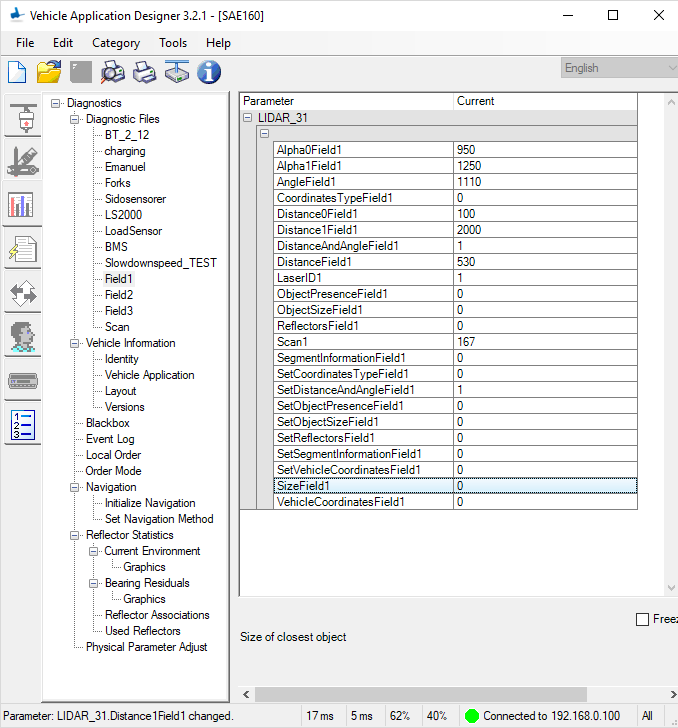 Vehicle Application Designer 3.2.1 - [SAE160]
File Edit Category Tools Help
English
Diagnostics
Diagnostic Files
BT_2_12
charging
Emanuel
Forks
Sidosensorer
LS2000
LoadSensor
BMS
Slowdownspeed_TEST
Field1
Field2
Field3
Scan
Vehicle Information
Identity
Vehicle Application
Layout
Versions
Blackbox
Event Log
Local Order
Order Mode
Navigation
Initialize Navigation
Set Navigation Method
Reflector Statistics
Current Environment
Graphics
Bearing Residuals
Graphics
Reflector Associations
Used Reflectors
Physical Parameter Adjust
Parameter Current
LIDAR_31
Alpha0Field1 950
Alpha1Field1 1250
AngleField1 1110
CoordinatesTypeField1 0
Distance0Field1 100
Distance1Field1 2000
DistanceAndAngleField1 1
DistanceField1 530
LaserID1 1
ObjectPresenceField1 0
ObjectSizeField1 0
ReflectorsField1 0
Scan1 167
SegmentInformationField1 0
SetCoordinatesTypeField1 0
SetDistanceAndAngleField1 1
SetObjectPresenceField1 0
SetObjectSizeField1 0
SetReflectorsField1 0
SetSegmentInformationField1 0
SetVehicleCoordinatesField1 0
SizeField1 0
VehicleCoordinatesField1 0
Freez
Size of closest object
Parameter: LIDAR_31.Distance1Field1 changed. 17 ms 5 ms 62% 40% Connected to 192.168.0.100 All